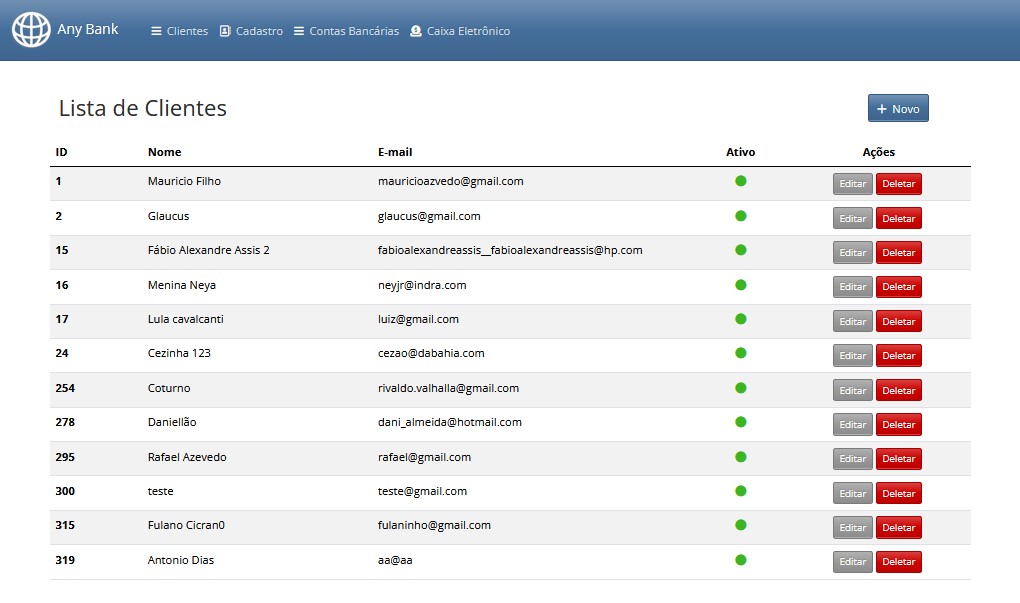 Any Bank Clientes Cadastro Contas Bancárias Caixa Eletrônico
Lista de Clientes + Novo
ID Nome E-mail Ativo Ações
1 Mauricio Filho mauricioazvedo@gmail.com Editar Deletar
2 Glaucus glaucus@gmail.com Editar Deletar
15 Fábio Alexandre Assis 2 fabioalexandreassis__fabioalexandreassis@hp.com Editar Deletar
16 Menina Neya neyjr@indra.com Editar Deletar
17 Lula cavalcanti luiz@gmail.com Editar Deletar
24 Cezinha 123 cezao@dabahia.com Editar Deletar
254 Coturno rivaldo.valhalla@gmail.com Editar Deletar
278 Daniellão dani_almeida@hotmail.com Editar Deletar
295 Rafael Azevedo rafael@gmail.com Editar Deletar
300 teste teste@gmail.com Editar Deletar
315 Fulano Cicran0 fulaninho@gmail.com Editar Deletar
319 Antonio Dias aa@aa Editar Deletar